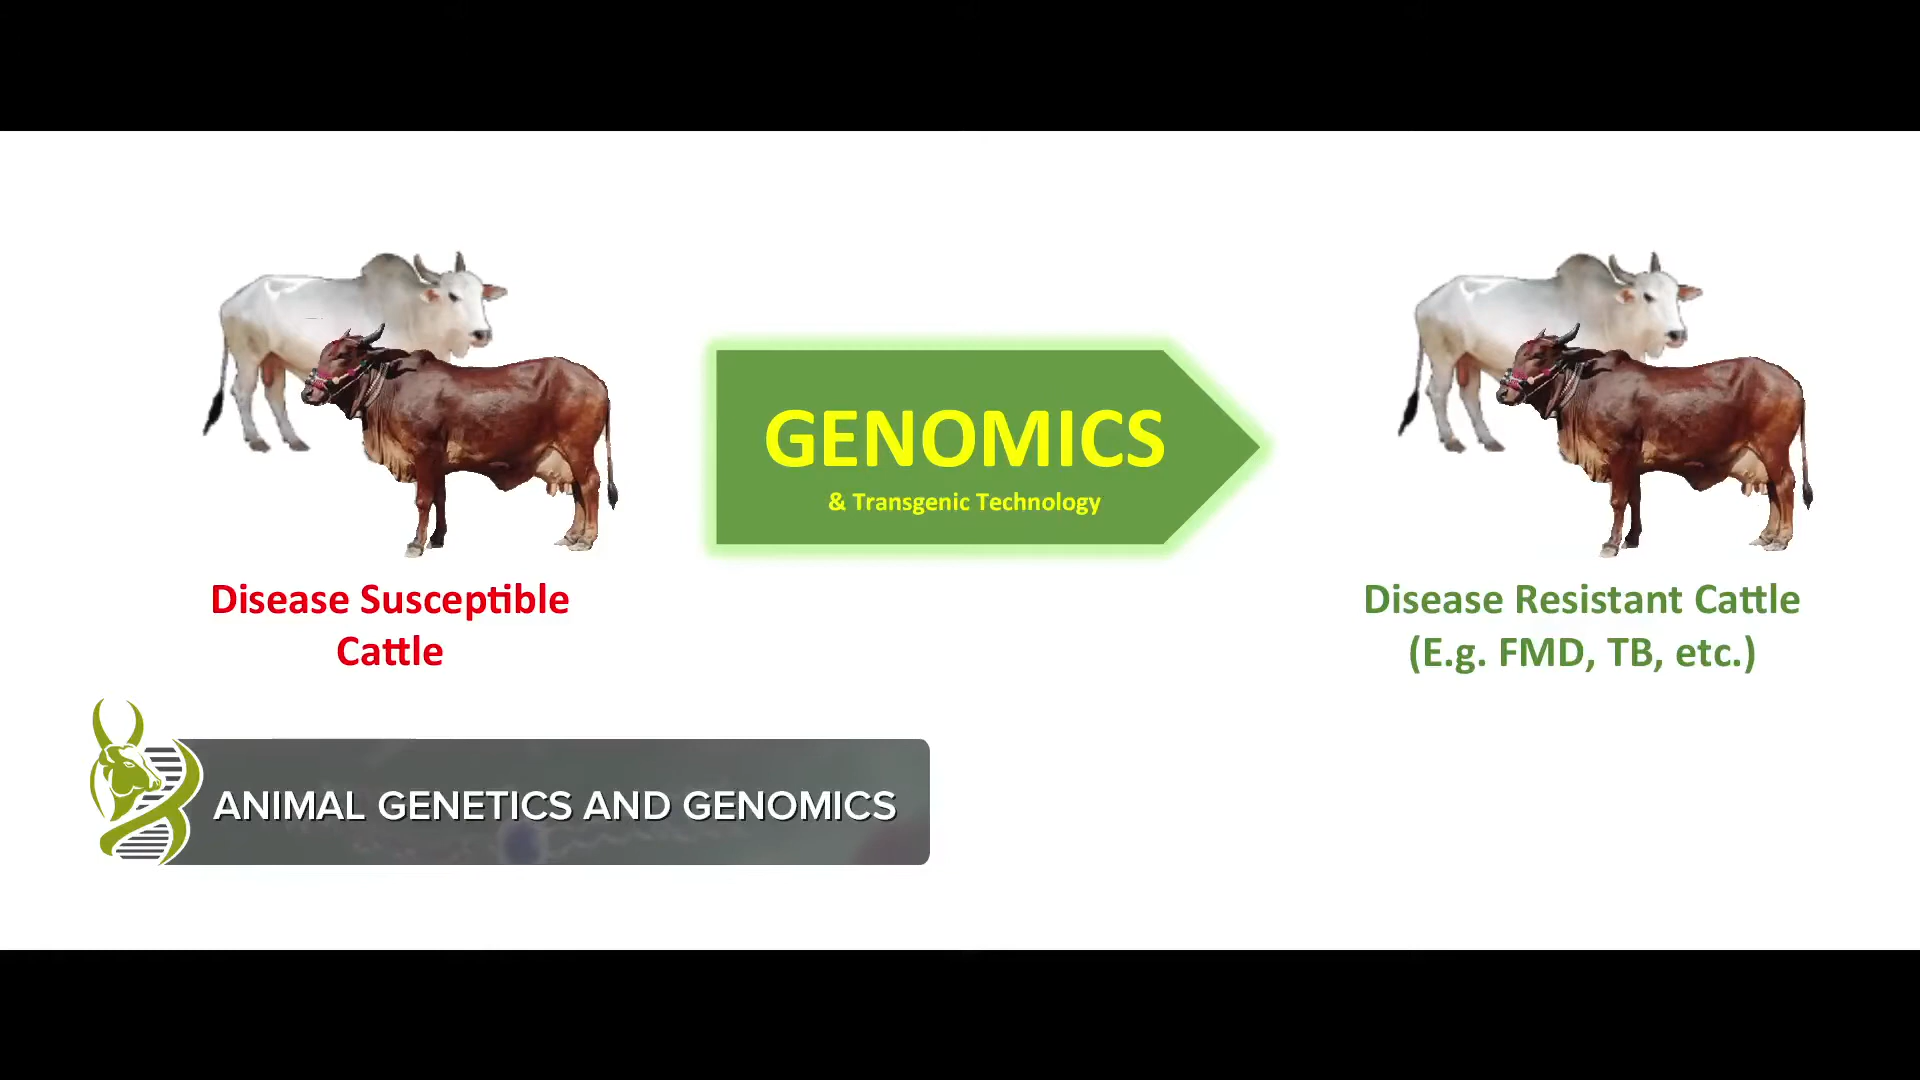 GENOMICS
& Transgenic Technology
Disease Susceptible
Cattle
Disease Resistant Cattle
(E.g. FMD, TB, etc.)
ANIMAL GENETICS AND GENOMICS